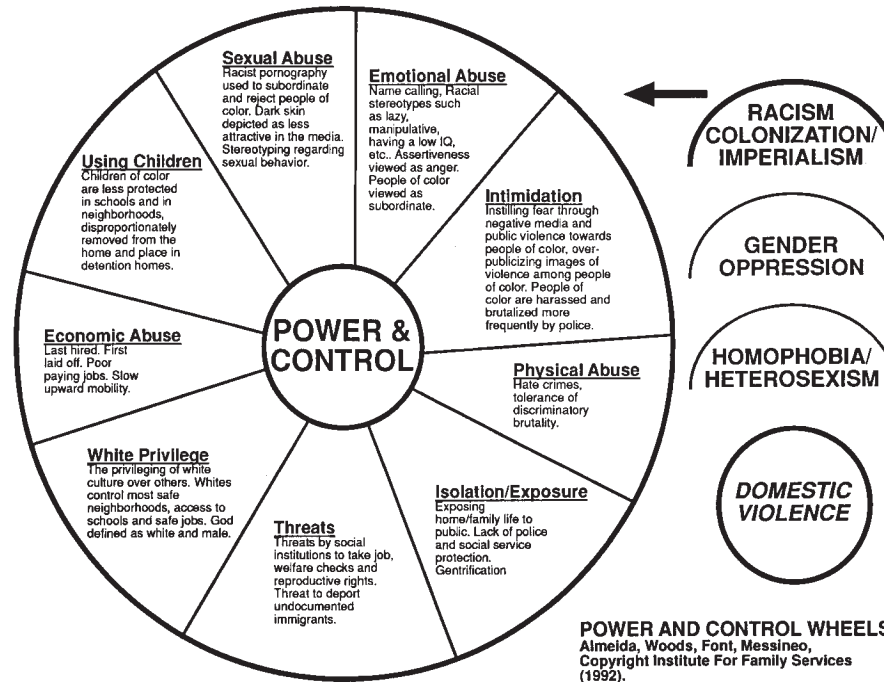 Sexual Abuse
Racist pornography
used to subordinate
and reject people of
color. Dark skin
depicted as less
attractive in the media.
Stereotyping regarding
sexual behavior.
Emotional Abuse
Name calling, Racial
stereotypes such
as lazy,
manipulative,
having a low IQ,
etc.. Assertiveness
viewed as anger.
People of color
viewed as
subordinate.
Using Children
Children of color
are less protected
in schools and in
neighborhoods,
disproportionately
removed from the
home and place in
detention homes.
Intimidation
Instilling fear through
negative media and
public violence towards
people of color, over-
publicizing images of
violence among people
of color. People of
color are harassed and
brutalized more
frequently by police.
POWER &
CONTROL
Economic Abuse
Last hired. First
laid off. Poor
paying jobs. Slow
upward mobility.
Physical Abuse
Hate crimes,
tolerance of
discriminatory
brutality.
White Privilege
The privileging of white
culture over others. Whites
control most safe
neighborhoods, access to
schools and safe jobs. God
defined as white and male.
Threats
Threats by social
institutions to take job,
welfare checks and
reproductive rights.
Threat to deport
undocumented
immigrants.
Isolation/Exposure
Exposing
home/family life to
public. Lack of police
and social service
protection.
Gentrification
RACISM
COLONIZATION/
IMPERIALISM
GENDER
OPPRESSION
HOMOPHOBIA/
HETEROSEXISM
DOMESTIC
VIOLENCE
POWER AND CONTROL WHEELS
Almeida, Woods, Font, Messineo,
Copyright Institute For Family Services
(1992).